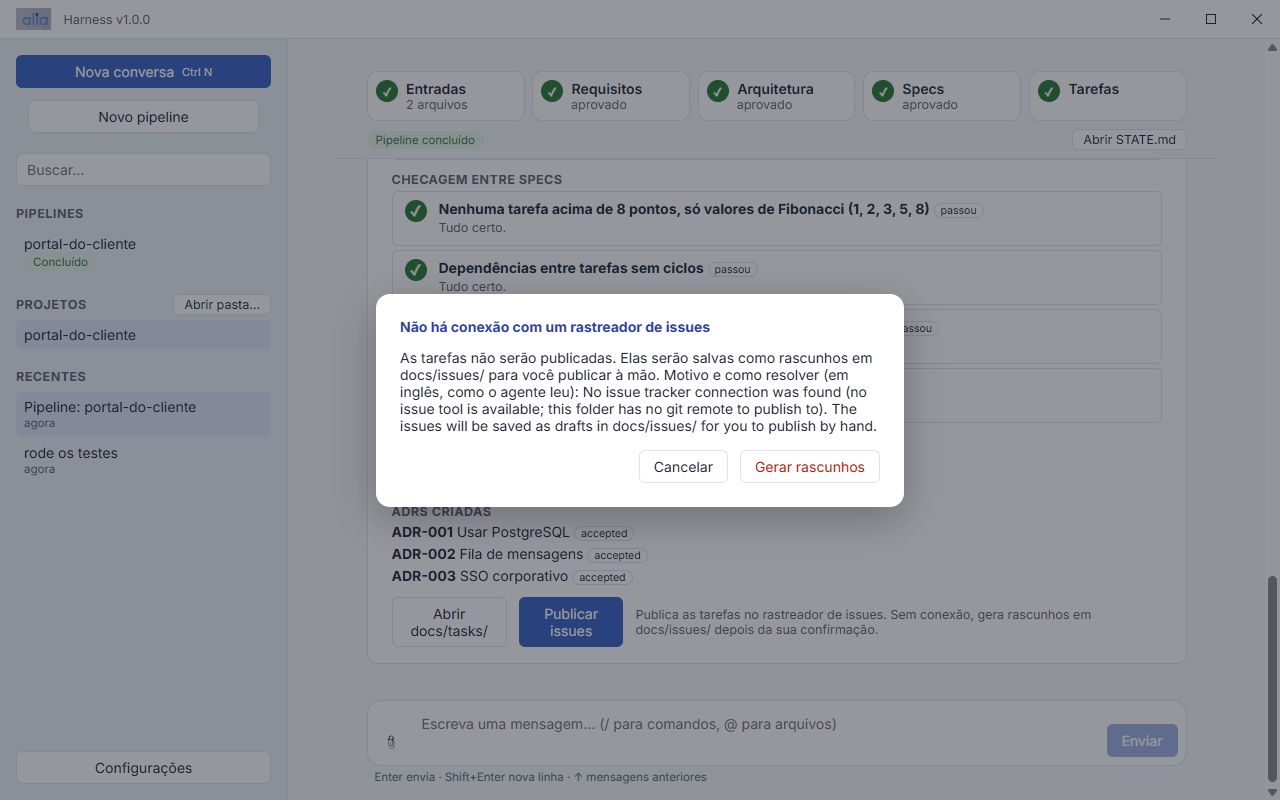 alia
Harness v1.0.0
Nova conversa Ctrl N
Novo pipeline
Buscar...
PIPELINES
portal-do-cliente
Concluído
PROJETOS
Abrir pasta...
portal-do-cliente
RECENTES
Pipeline: portal-do-cliente
agora
rode os testes
agora
Configurações
Entradas
2 arquivos
Requisitos
aprovado
Arquitetura
aprovado
Specs
aprovado
Tarefas
Pipeline concluído
Abrir STATE.md
CHECAGEM ENTRE SPECS
Nenhuma tarefa acima de 8 pontos, só valores de Fibonacci (1, 2, 3, 5, 8) passou
Tudo certo.
Dependências entre tarefas sem ciclos passou
Tudo certo.
Não há conexão com um rastreador de issues
As tarefas não serão publicadas. Elas serão salvas como rascunhos em
docs/issues/ para você publicar à mão. Motivo e como resolver (em
inglês, como o agente leu): No issue tracker connection was found (no
issue tool is available; this folder has no git remote to publish to). The
issues will be saved as drafts in docs/issues/ for you to publish by hand.
Cancelar
Gerar rascunhos
ADRS CRIADAS
ADR-001 Usar PostgreSQL accepted
ADR-002 Fila de mensagens accepted
ADR-003 SSO corporativo accepted
Abrir
docs/tasks/
Publicar
issues
Publica as tarefas no rastreador de issues. Sem conexão, gera rascunhos em
docs/issues/ depois da sua confirmação.
Escreva uma mensagem... (/ para comandos, @ para arquivos)
Enviar
Enter envia · Shift+Enter nova linha · ↑ mensagens anteriores